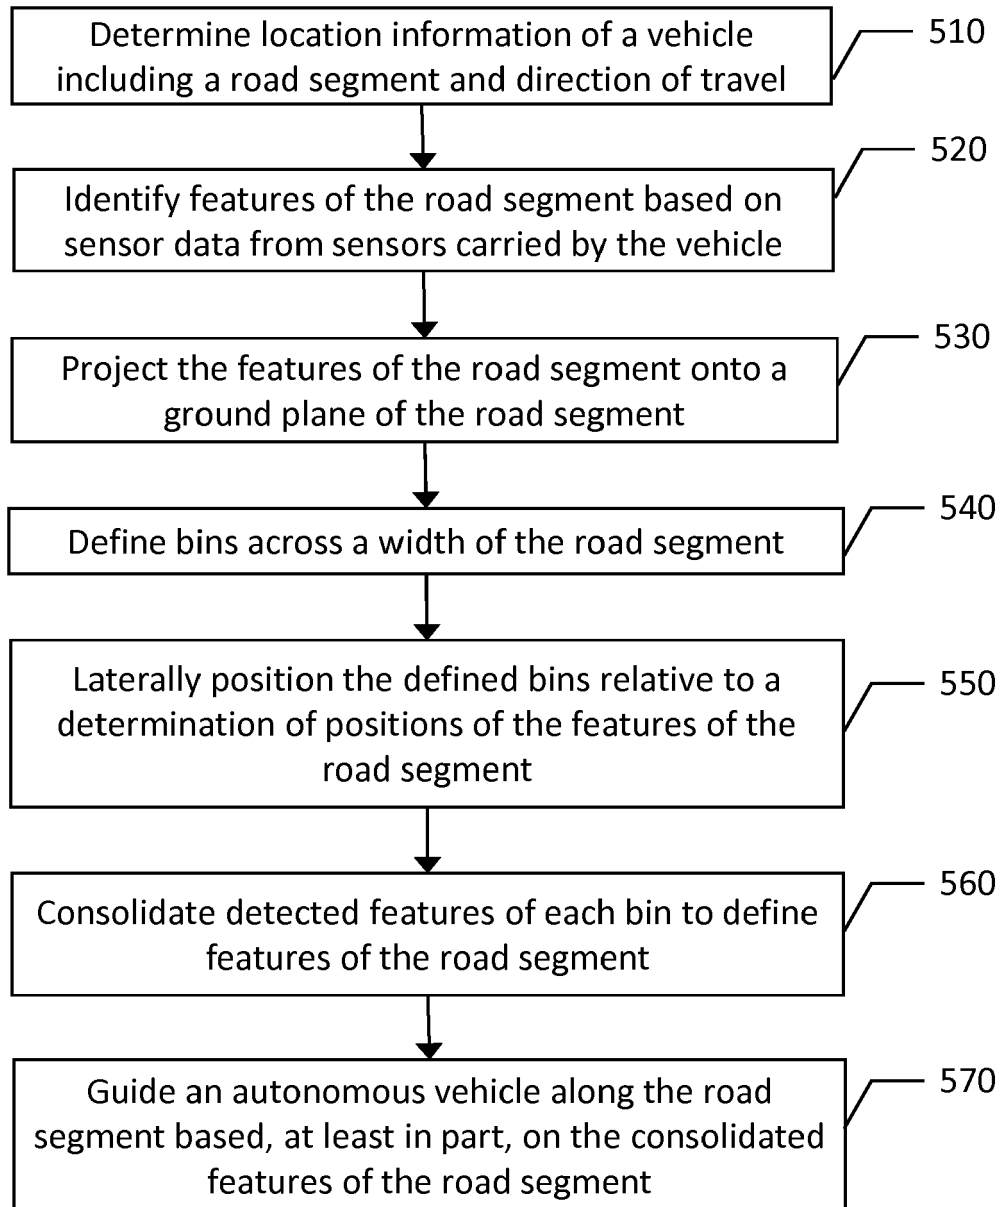 Determine location information of a vehicle
including a road segment and direction of travel
510
Identify features of the road segment based on
sensor data from sensors carried by the vehicle
520
Project the features of the road segment onto a
ground plane of the road segment
530
Define bins across a width of the road segment
540
Laterally position the defined bins relative to a
determination of positions of the features of the
road segment
550
Consolidate detected features of each bin to define
features of the road segment
560
Guide an autonomous vehicle along the road
segment based, at least in part, on the consolidated
features of the road segment
570